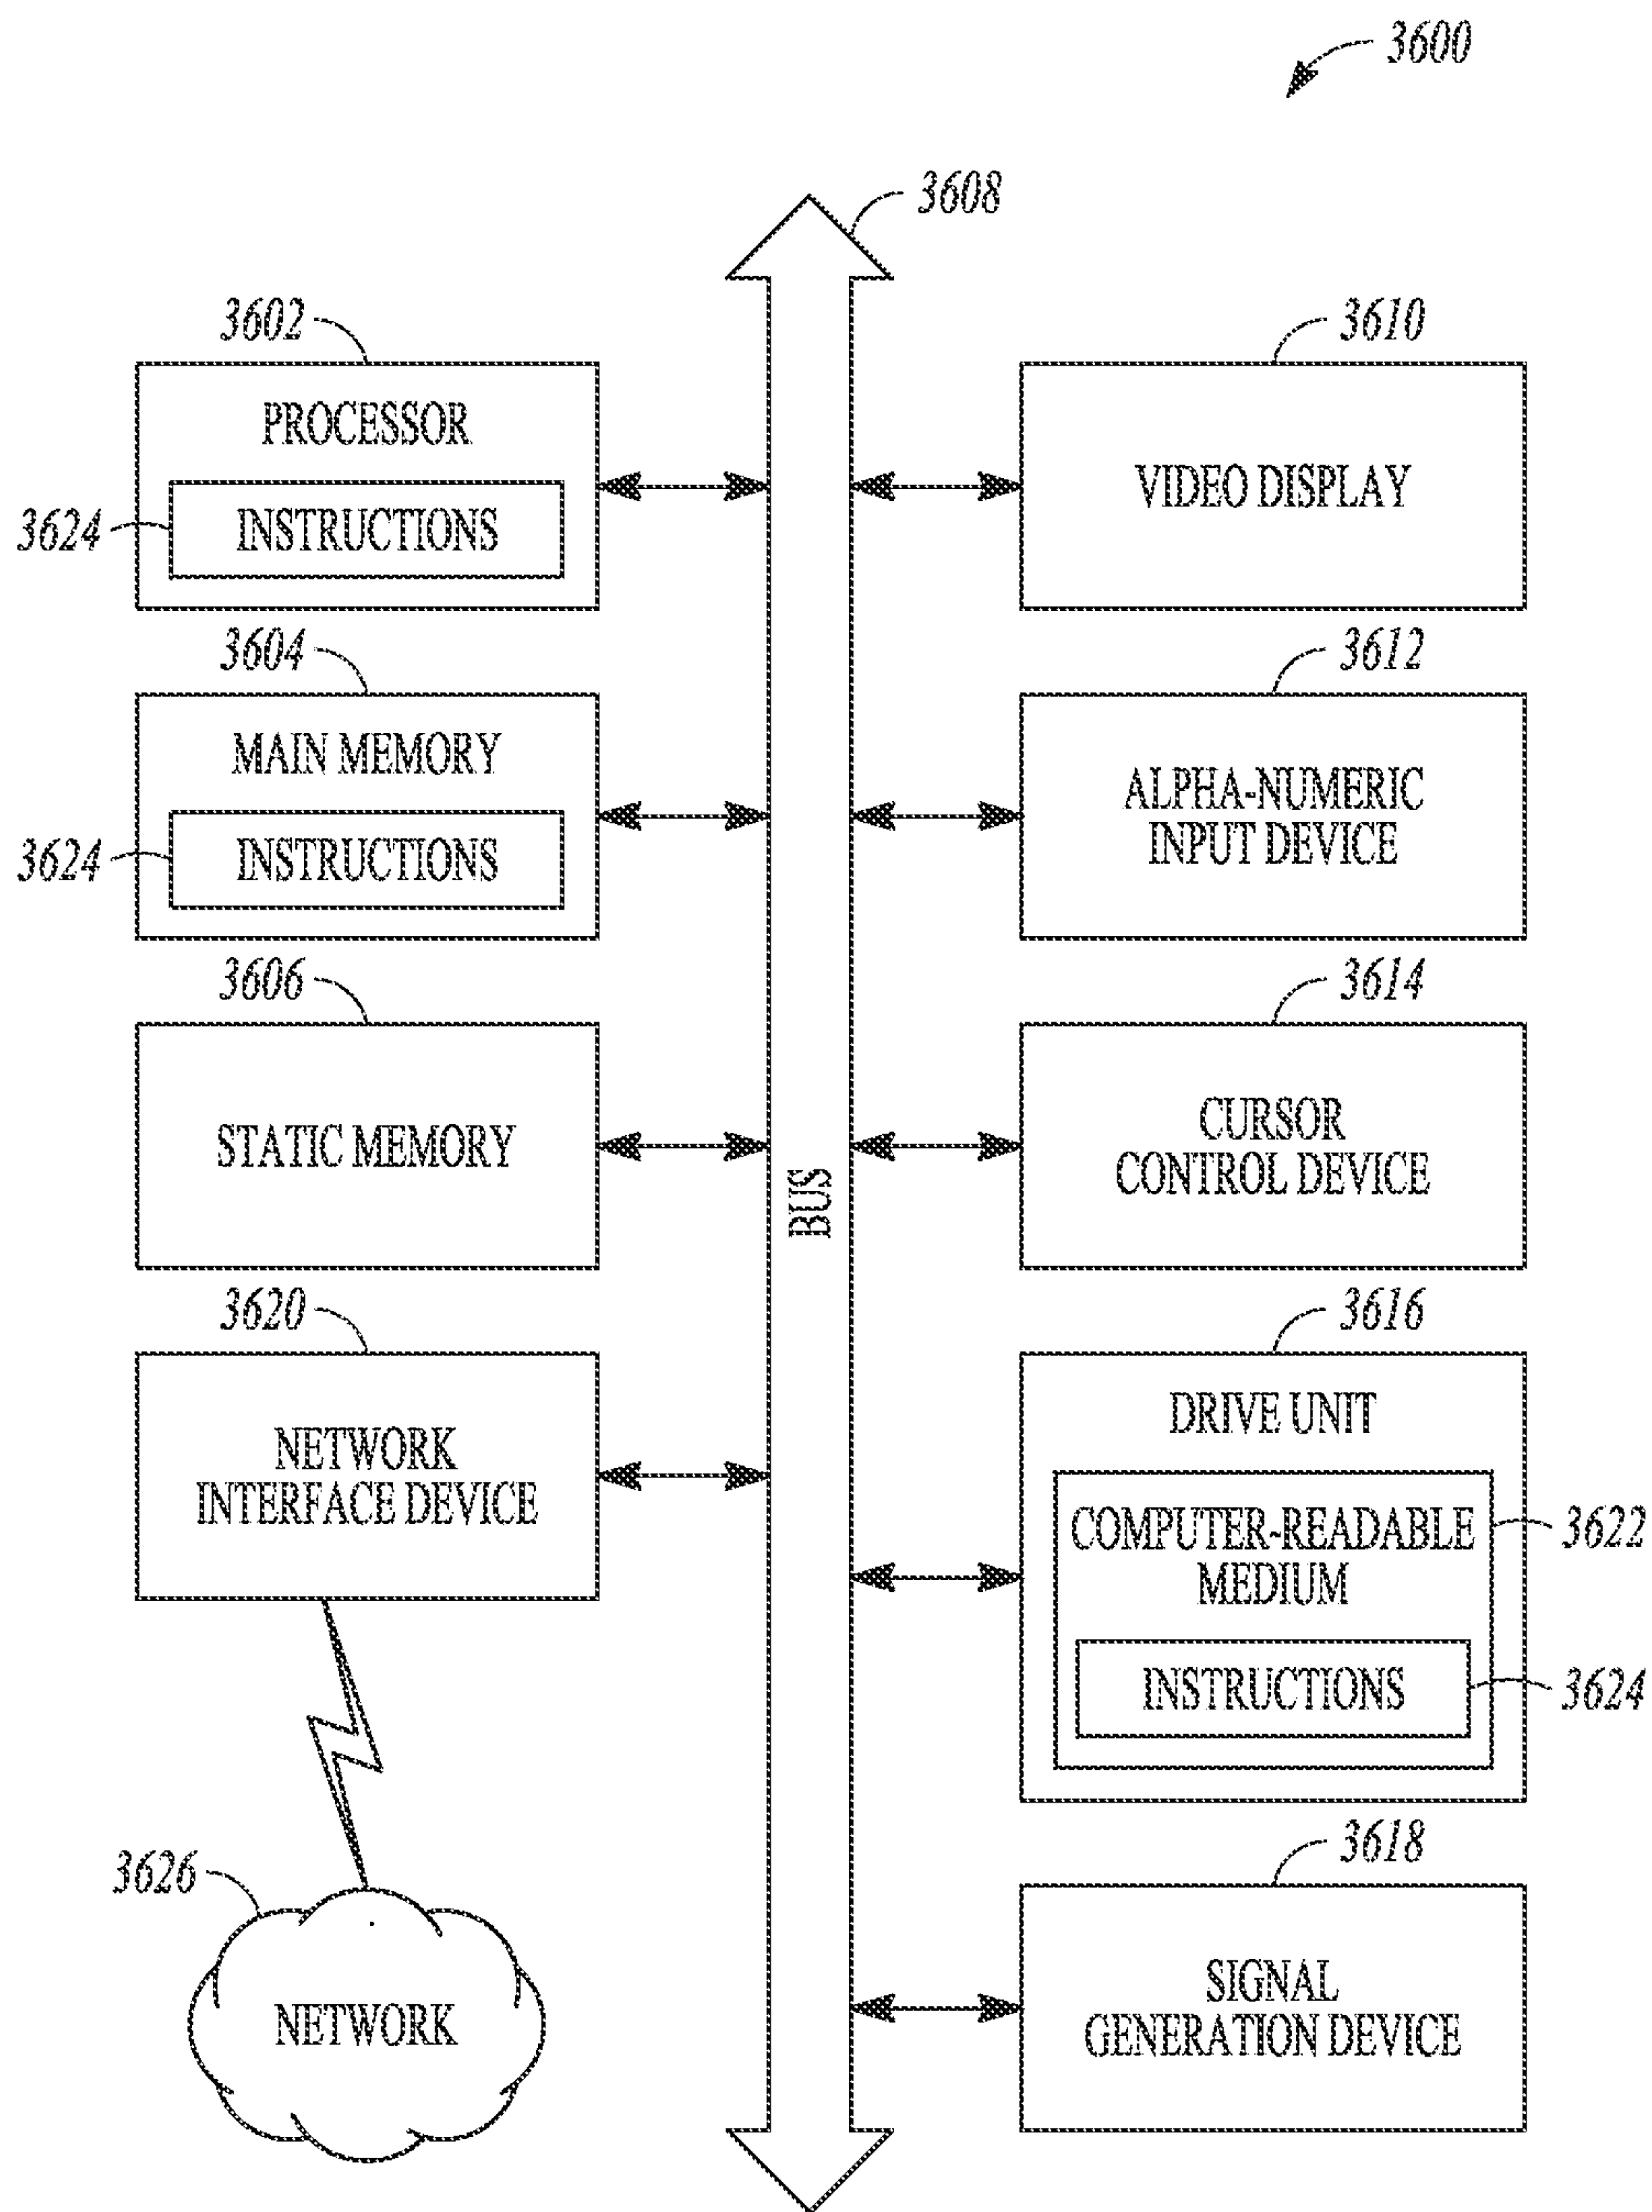 3600
3608
3602
PROCESSOR
3624
INSTRUCTIONS
3604
MAIN MEMORY
3624
INSTRUCTIONS
3606
STATIC MEMORY
3620
NETWORK
INTERFACE DEVICE
3626
NETWORK
BUS
3610
VIDEO DISPLAY
3612
ALPHA-NUMERIC
INPUT DEVICE
3614
CURSOR
CONTROL DEVICE
3616
DRIVE UNIT
COMPUTER-READABLE
MEDIUM
3622
INSTRUCTIONS
3624
3618
SIGNAL
GENERATION DEVICE